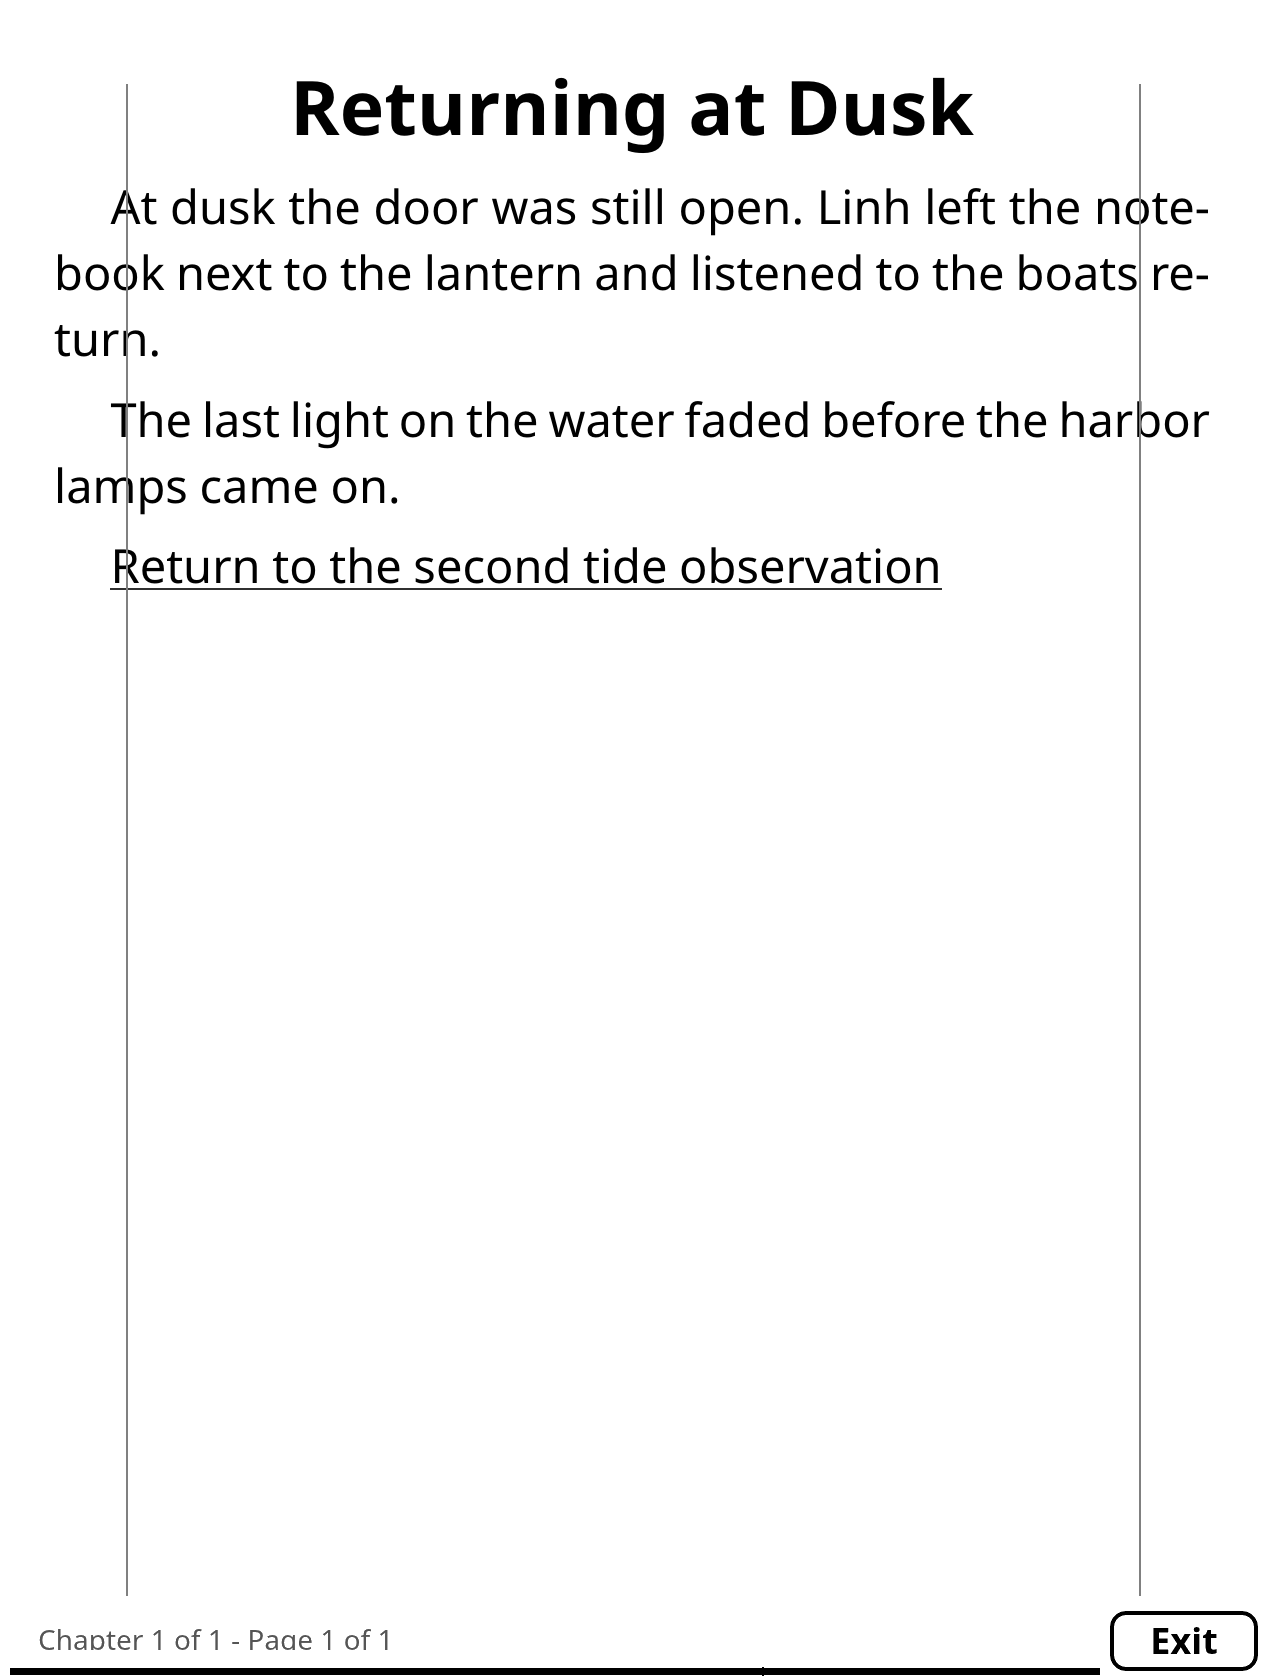 Returning at Dusk
At dusk the door was still open. Linh left the note-
book next to the lantern and listened to the boats re-
turn.
The last light on the water faded before the harbor
lamps came on.
Return to the second tide observation
Chapter 1 of 1 - Page 1 of 1
Exit